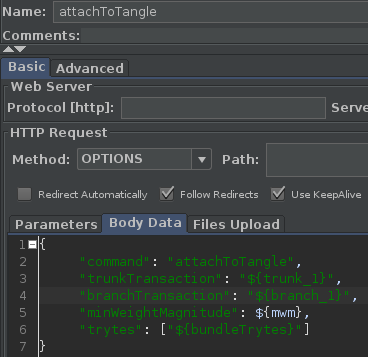 Name: attachToTangle
Comments:
Basic Advanced
Web Server
Protocol [http]: Serve
HTTP Request
Method: OPTIONS Path:
Redirect Automatically Follow Redirects Use KeepAlive
Parameters Body Data Files Upload
1 {
2 "command": "attachToTangle",
3 "trunkTransaction": "${trunk_1}",
4 "branchTransaction": "${branch_1}",
5 "minWeightMagnitude": ${mwm},
6 "trytes": ["${bundleTrytes}"]
7 }